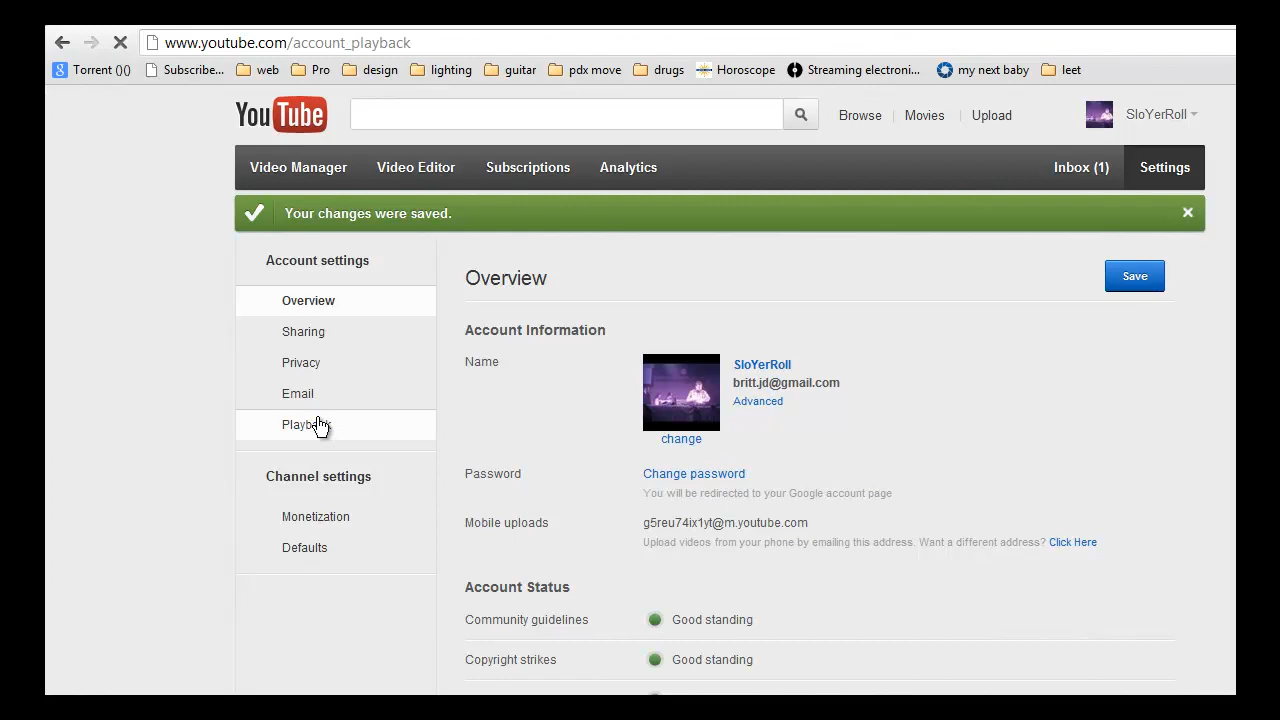 www.youtube.com/account_playback
Torrent (){} Subscribe... web Pro design lighting guitar pdx move drugs Horoscope Streaming electroni... my next baby leet
YouTube Browse Movies Upload SloYerRoll
Video Manager Video Editor Subscriptions Analytics Inbox (1) Settings
Your changes were saved.
Account settings
Overview
Sharing
Privacy
Email
Playback
Channel settings
Monetization
Defaults
Overview Save
Account Information
Name SloYerRoll
britt.jd@gmail.com
Advanced
change
Password Change password
You will be redirected to your Google account page
Mobile uploads g5reu74ix1yt@m.youtube.com
Upload videos from your phone by emailing this address. Want a different address? Click Here
Account Status
Community guidelines Good standing
Copyright strikes Good standing